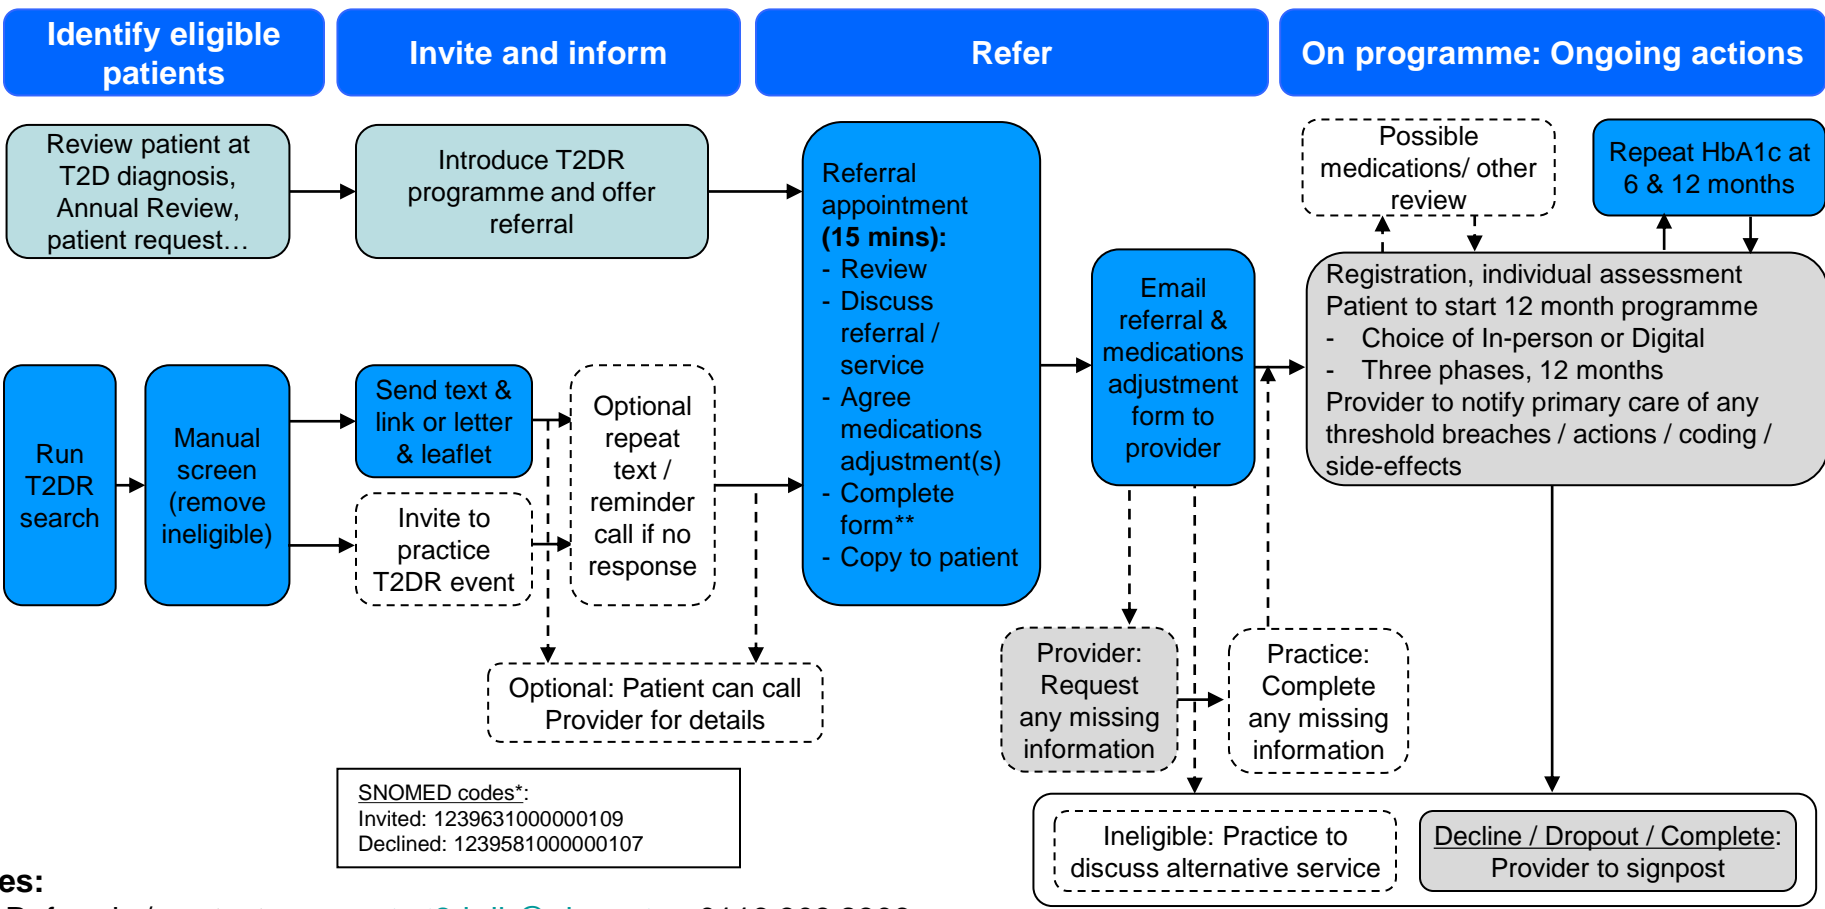 Identify eligible
patients
Invite and inform
Refer
On programme: Ongoing actions
Review patient at
T2D diagnosis,
Annual Review,
patient request…
Introduce T2DR
programme and offer
referral
Referral
appointment
(15 mins):
- Review
- Discuss
referral /
service
- Agree
medications
adjustment(s)
- Complete
form**
- Copy to patient
Email
referral &
medications
adjustment
form to
provider
Possible
medications/ other
review
Repeat HbA1c at
6 & 12 months
Registration, individual assessment
Patient to start 12 month programme
- Choice of In-person or Digital
- Three phases, 12 months
Provider to notify primary care of any
threshold breaches / actions / coding /
side-effects
Run
T2DR
search
Manual
screen
(remove
ineligible)
Send text &
link or letter
& leaflet
Invite to
practice
T2DR event
Optional
repeat
text /
reminder
call if no
response
Optional: Patient can call
Provider for details
Provider:
Request
any missing
information
Practice:
Complete
any missing
information
SNOMED codes*:
Invited: 1239631000000109
Declined: 1239581000000107
Ineligible: Practice to
discuss alternative service
Decline / Dropout / Complete:
Provider to signpost
es: